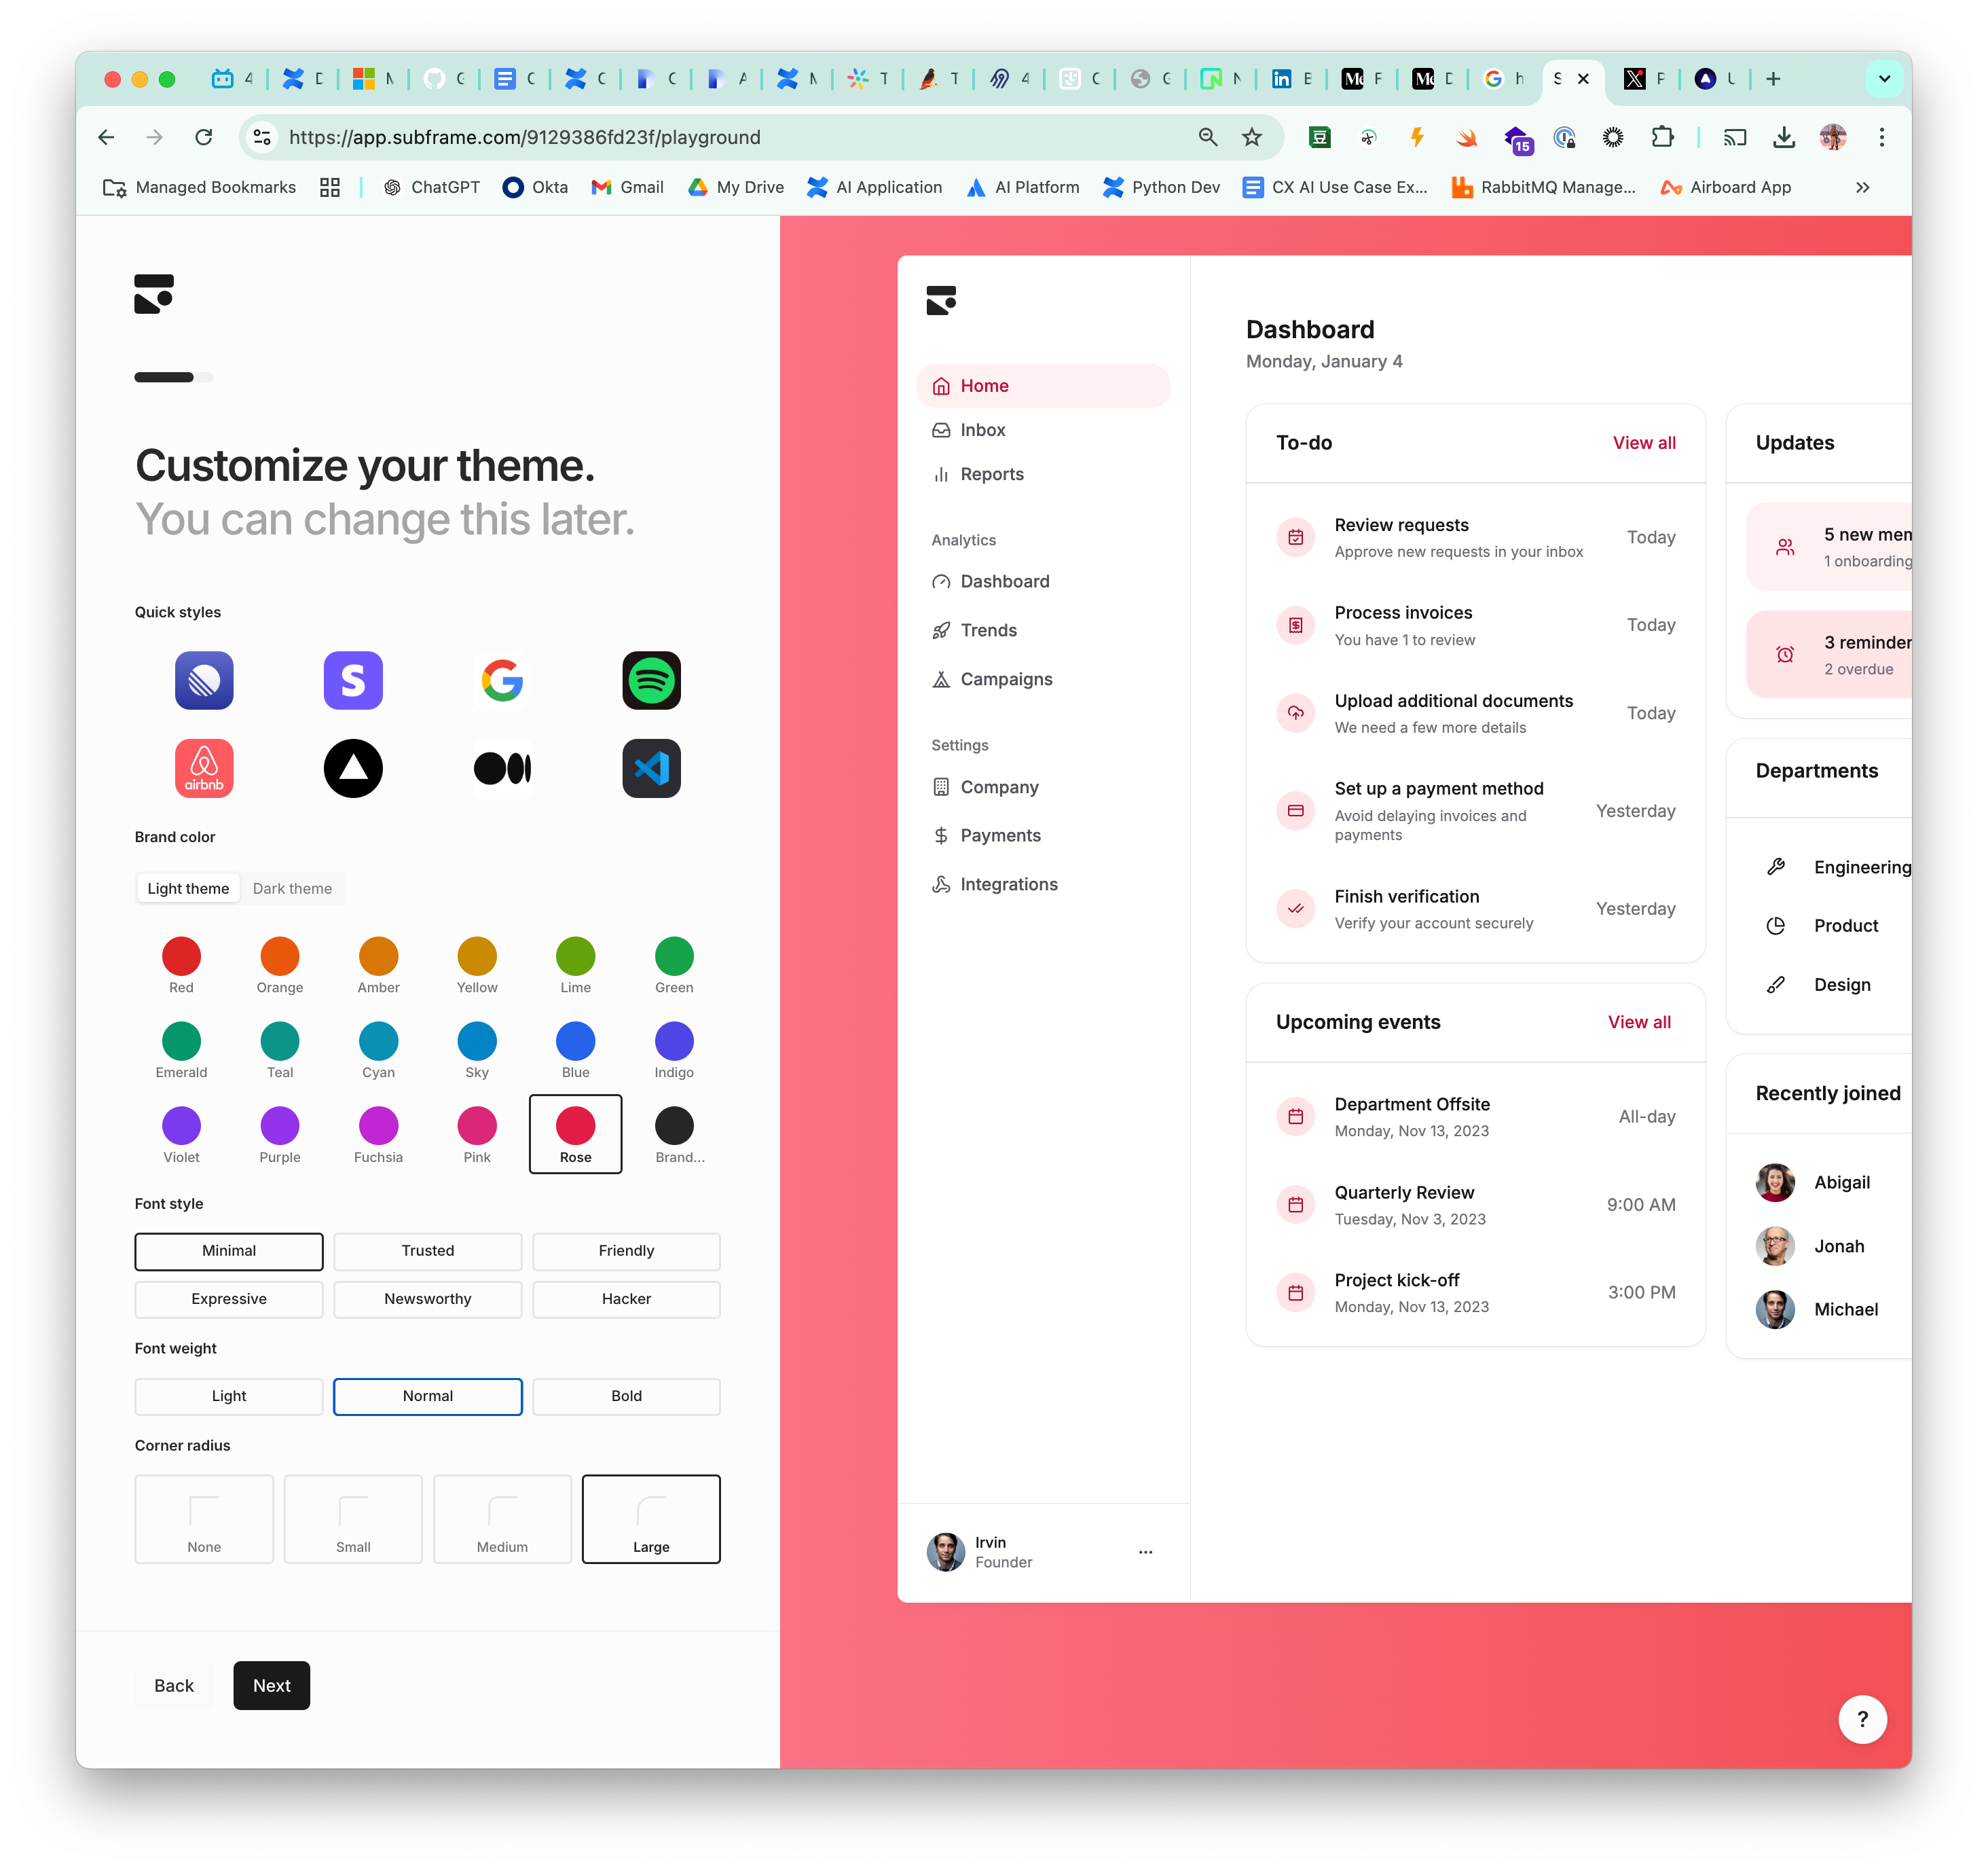 https://app.subframe.com/9129386fd23f/playground
15
Managed Bookmarks
ChatGPT
Okta
Gmail
My Drive
AI Application
AI Platform
Python Dev
CX AI Use Case Ex...
RabbitMQ Manage...
Airboard App
Customize your theme.
You can change this later.
Quick styles
airbnb
Brand color
Light theme
Dark theme
Red
Orange
Amber
Yellow
Lime
Green
Emerald
Teal
Cyan
Sky
Blue
Indigo
Violet
Purple
Fuchsia
Pink
Rose
Brand...
Font style
Minimal
Trusted
Friendly
Expressive
Newsworthy
Hacker
Font weight
Light
Normal
Bold
Corner radius
None
Small
Medium
Large
Back
Next
Home
Inbox
Reports
Analytics
Dashboard
Trends
Campaigns
Settings
Company
Payments
Integrations
Irvin
Founder
Dashboard
Monday, January 4
To-do
View all
Review requests
Approve new requests in your inbox
Today
Process invoices
You have 1 to review
Today
Upload additional documents
We need a few more details
Today
Set up a payment method
Avoid delaying invoices and
payments
Yesterday
Finish verification
Verify your account securely
Yesterday
Upcoming events
View all
Department Offsite
Monday, Nov 13, 2023
All-day
Quarterly Review
Tuesday, Nov 3, 2023
9:00 AM
Project kick-off
Monday, Nov 13, 2023
3:00 PM
Updates
5 new
1 onboarding
3 reminder
2 overdue
Departments
Engineering
Product
Design
Recently joined
Abigail
Jonah
Michael
?